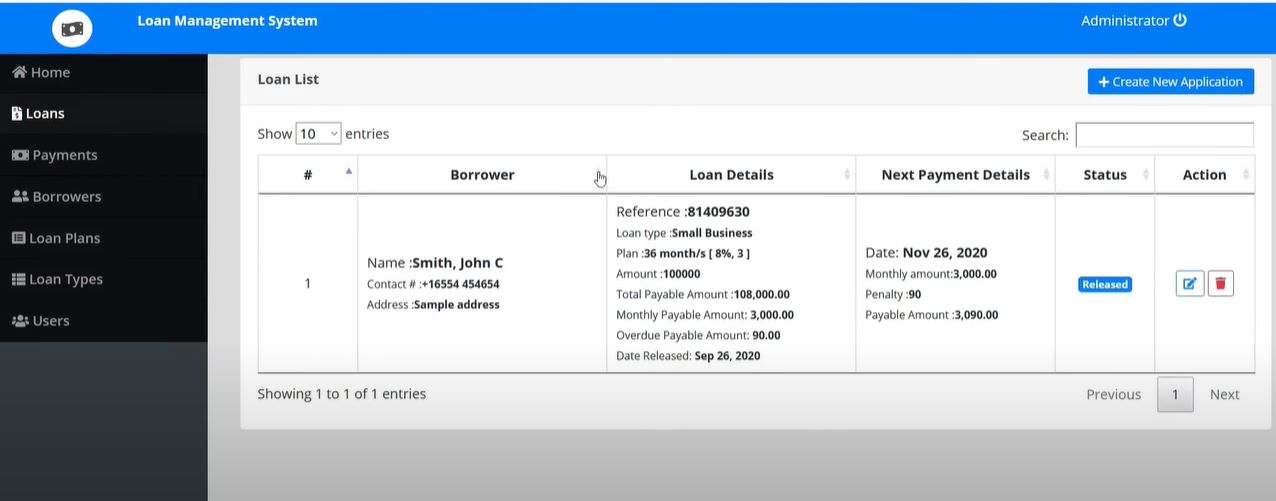 Loan Management System
Administrator
Home
Loans
Payments
Borrowers
Loan Plans
Loan Types
Users
Loan List
Create New Application
Show 10 entries
Search:
# Borrower Loan Details Next Payment Details Status Action
1
Name :Smith, John C
Contact # :+16554 454654
Address :Sample address
Reference :81409630
Loan type :Small Business
Plan :36 month/s [ 8%, 3 ]
Amount :100000
Total Payable Amount :108,000.00
Monthly Payable Amount: 3,000.00
Overdue Payable Amount: 90.00
Date Released: Sep 26, 2020
Date: Nov 26, 2020
Monthly amount:3,000.00
Penalty :90
Payable Amount :3,090.00
Released
Showing 1 to 1 of 1 entries
Previous 1 Next